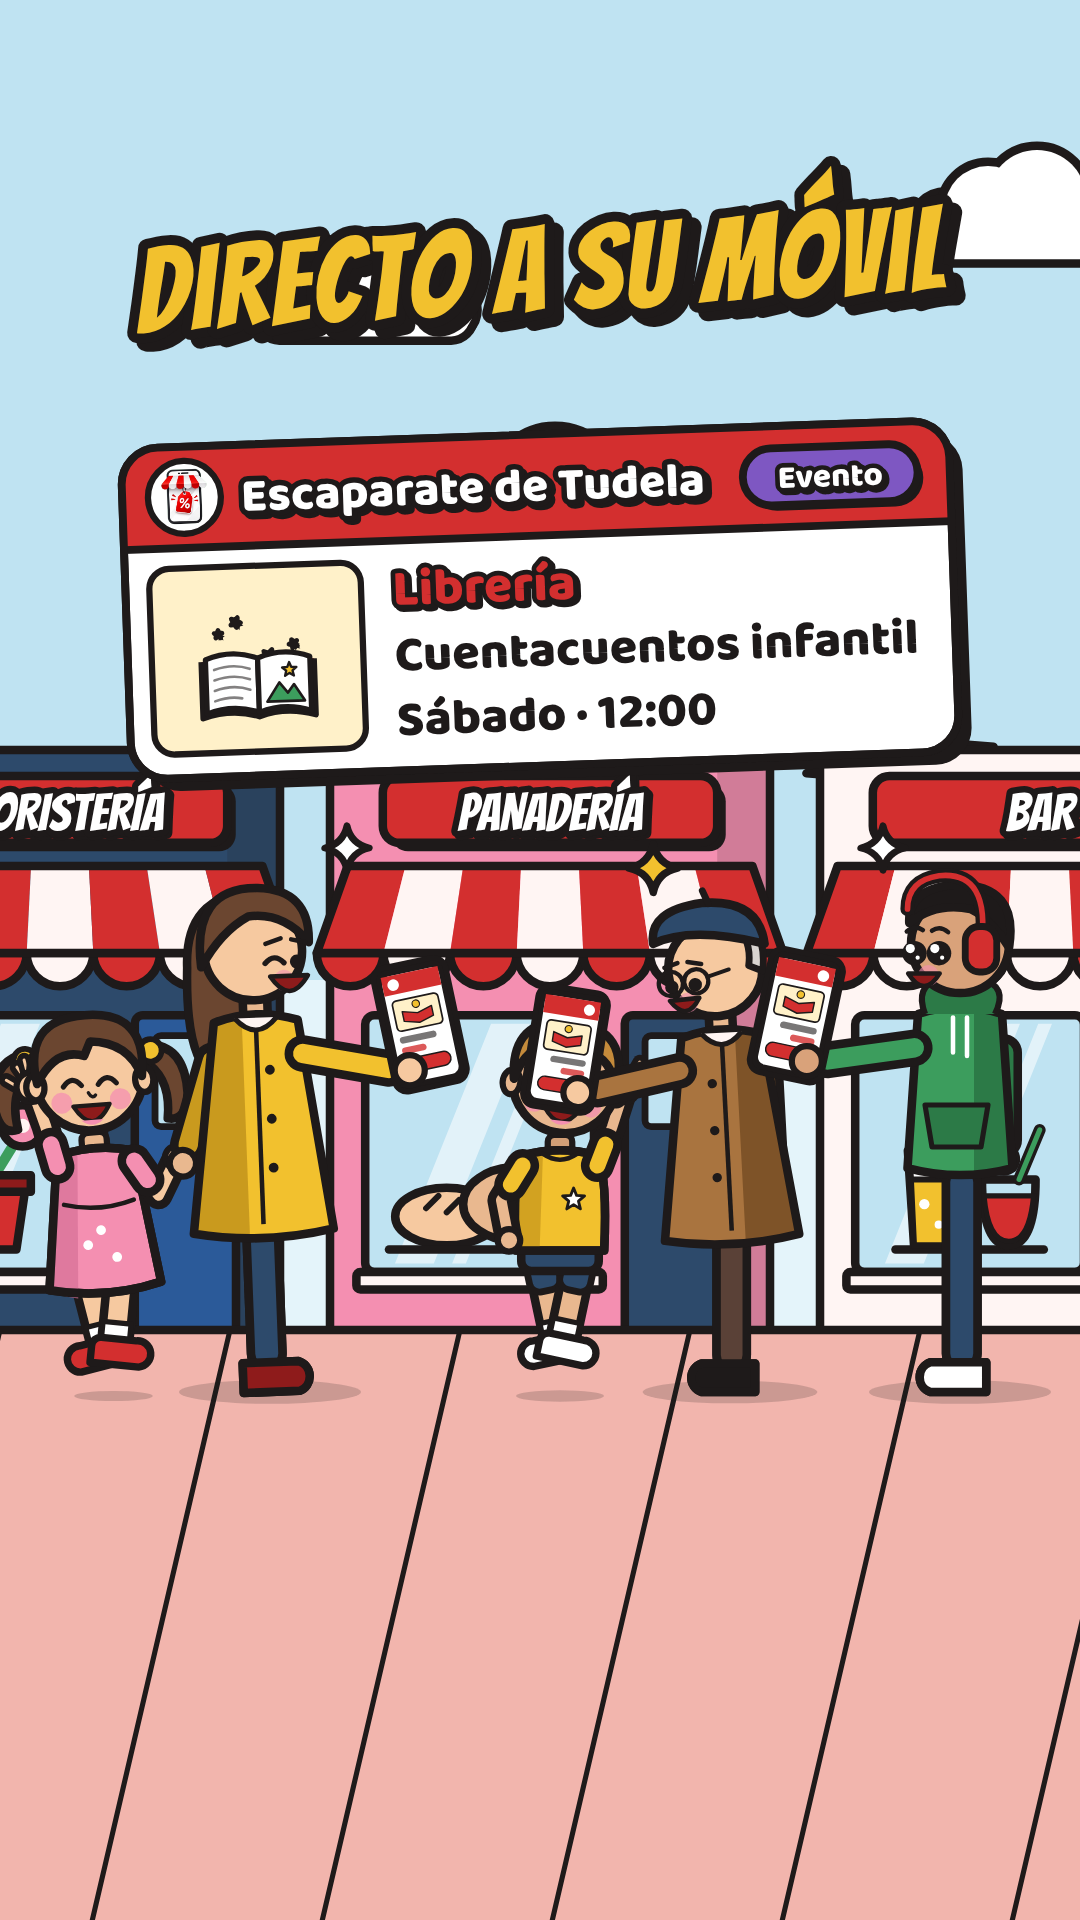 DIRECTO A SU MÓVIL
%
Escaparate de Tudela
Evento
Librería
Cuentacuentos infantil
Sábado · 12:00
ORISTERÍA
PANADERÍA
BAR